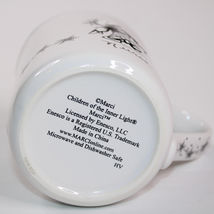 ©Marci
Children of the Inner Light®
Marci™
Licensed by Enesco, LLC
Enesco is a Registered U.S. Trademark
Made in China
www.MARCIonline.com
Microwave and Dishwasher Safe
HV